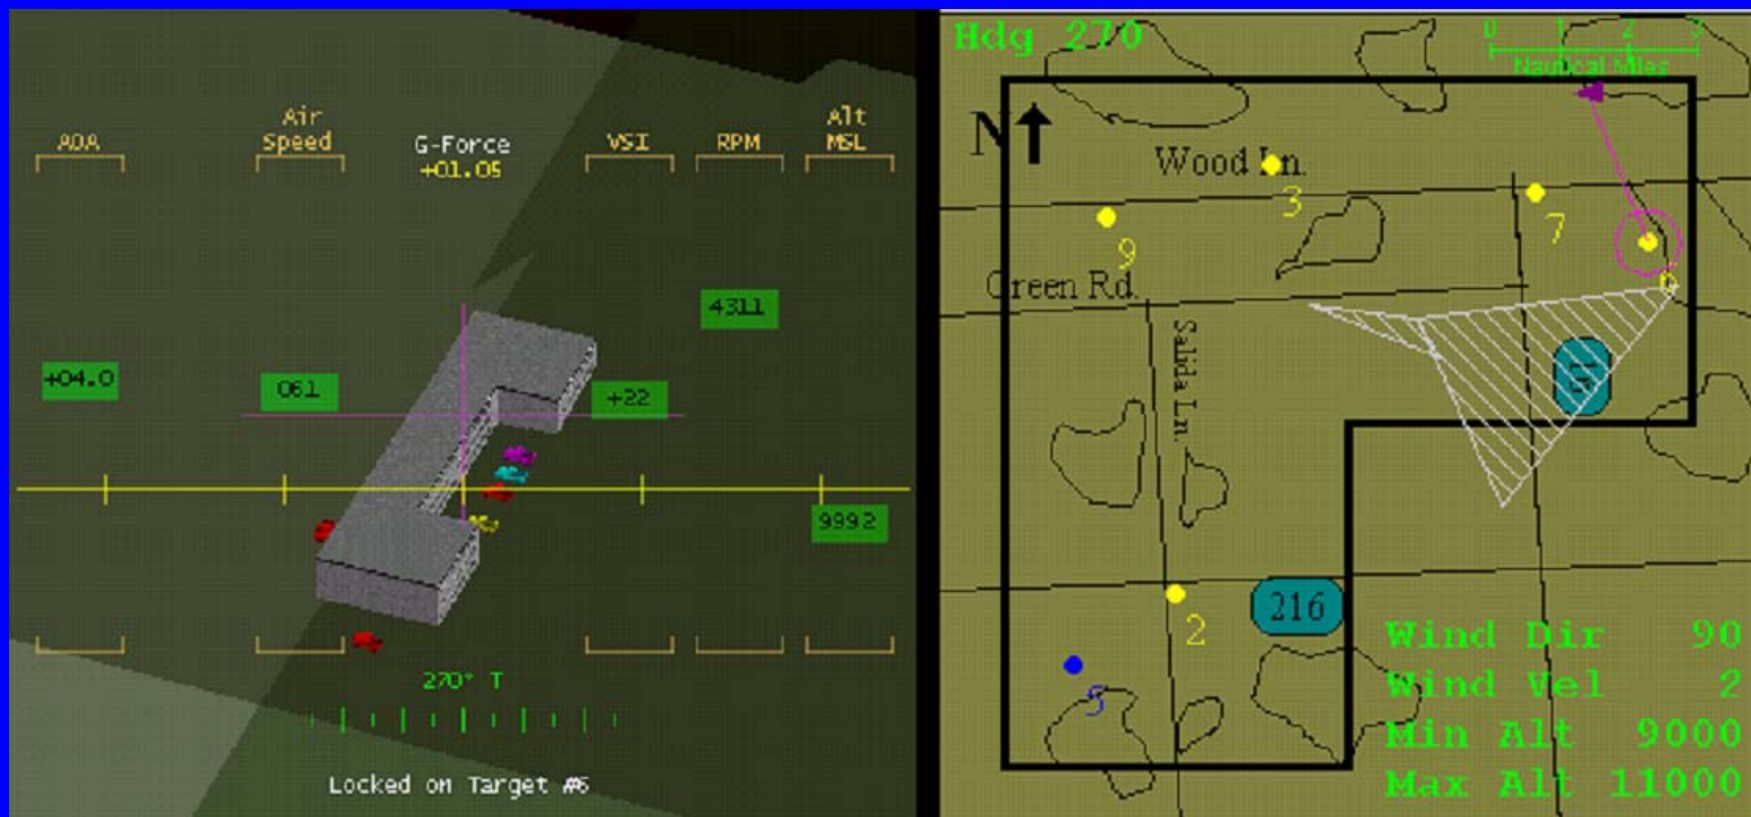 Air
Alt
AOA
Speed
G-Force
VSI
RPM
MSL
+01.05
4311
+04.0
061
+22
9992
270° T
Locked on Target #6
Hdg 270
0 1 2 3
Nautical Miles
N
Wood Ln.
3
7
9
Green Rd.
Salida Ln.
216
2
5
Wind Dir 90
Wind Vel 2
Min Alt 9000
Max Alt 11000